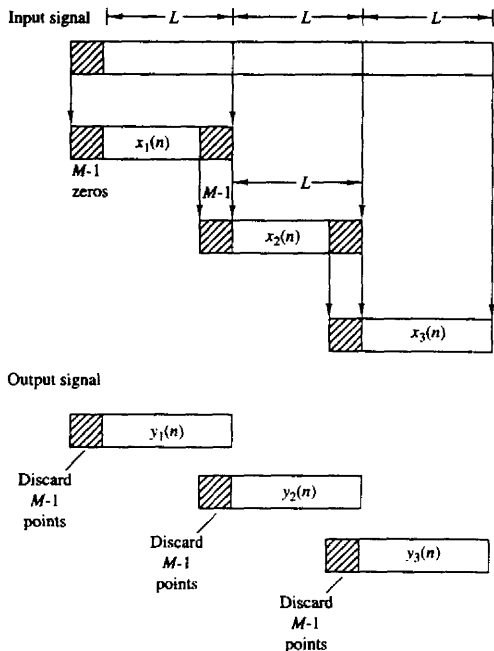 Input signal
L L L
x1(n)
M-1
zeros
M-1
L
x2(n)
x3(n)
Output signal
y1(n)
Discard
M-1
points
y2(n)
Discard
M-1
points
y3(n)
Discard
M-1
points